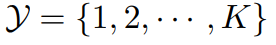 𝒴 = {1, 2, ⋯ , K}